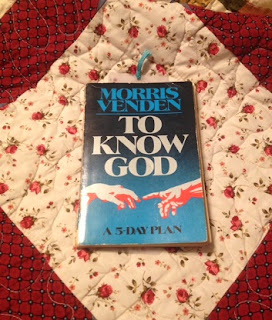 MORRIS
VENDEN
TO
KNOW
GOD
A 5-DAY PLAN